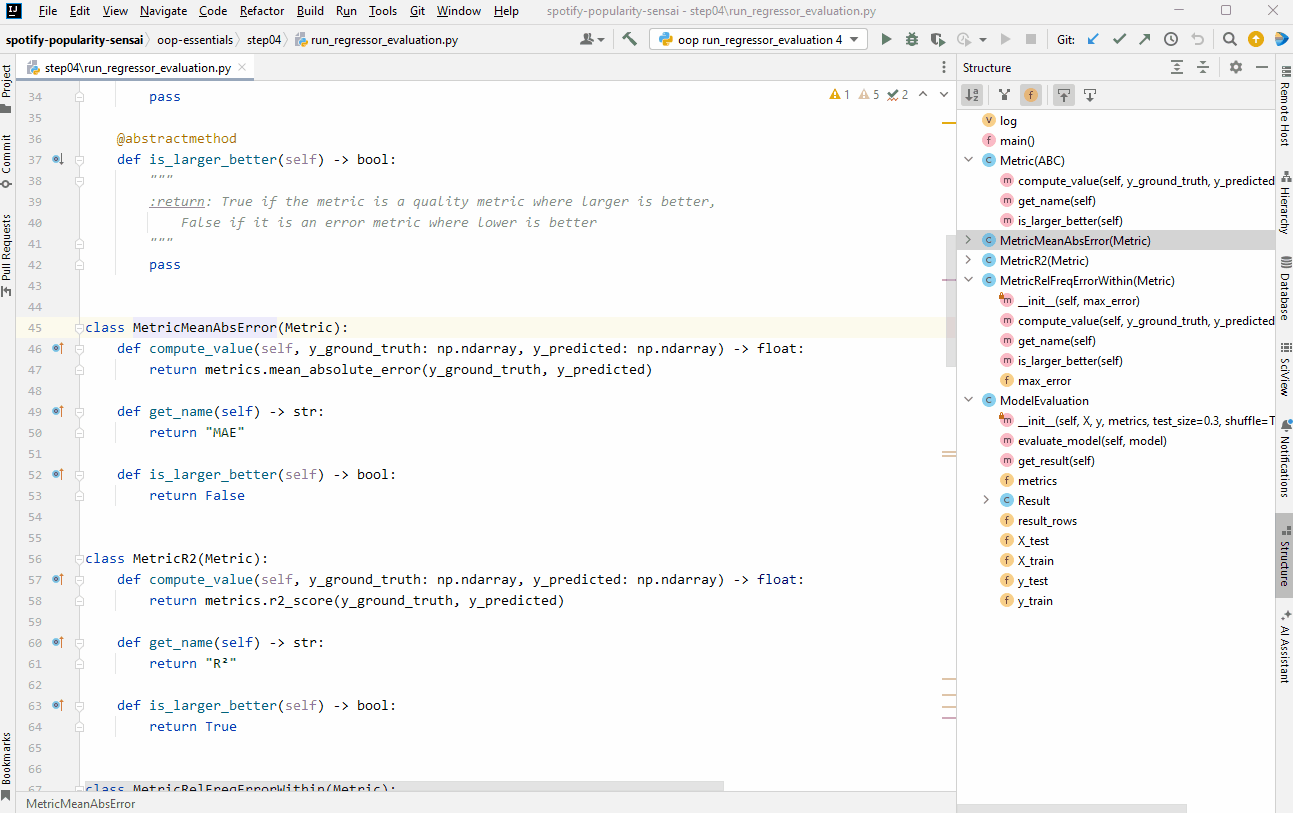 File Edit View Navigate Code Refactor Build Run Tools Git Window Help spotify-popularity-sensai - step04\run_regressor_evaluation.py
spotify-popularity-sensai oop-essentials step04 run_regressor_evaluation.py oop run_regressor_evaluation 4 Git:
step04\run_regressor_evaluation.py
Structure
Project
Commit
Pull Requests
Bookmarks
1 5 2
34 pass
35
36 @abstractmethod
37 def is_larger_better(self) -> bool:
38 """
39 :return: True if the metric is a quality metric where larger is better,
40 False if it is an error metric where lower is better
41 """
42 pass
43
44
45 class MetricMeanAbsError(Metric):
46 def compute_value(self, y_ground_truth: np.ndarray, y_predicted: np.ndarray) -> float:
47 return metrics.mean_absolute_error(y_ground_truth, y_predicted)
48
49 def get_name(self) -> str:
50 return "MAE"
51
52 def is_larger_better(self) -> bool:
53 return False
54
55
56 class MetricR2(Metric):
57 def compute_value(self, y_ground_truth: np.ndarray, y_predicted: np.ndarray) -> float:
58 return metrics.r2_score(y_ground_truth, y_predicted)
59
60 def get_name(self) -> str:
61 return "R²"
62
63 def is_larger_better(self) -> bool:
64 return True
65
66
67 class MetricRelFreqErrorWithin(Metric):
MetricMeanAbsError
log
main()
Metric(ABC)
compute_value(self, y_ground_truth, y_predicted
get_name(self)
is_larger_better(self)
MetricMeanAbsError(Metric)
MetricR2(Metric)
MetricRelFreqErrorWithin(Metric)
__init__(self, max_error)
compute_value(self, y_ground_truth, y_predicted
get_name(self)
is_larger_better(self)
max_error
ModelEvaluation
__init__(self, X, y, metrics, test_size=0.3, shuffle=T
evaluate_model(self, model)
get_result(self)
metrics
Result
result_rows
X_test
X_train
y_test
y_train
Remote Host
Hierarchy
Database
SciView
Notifications
Structure
AI Assistant